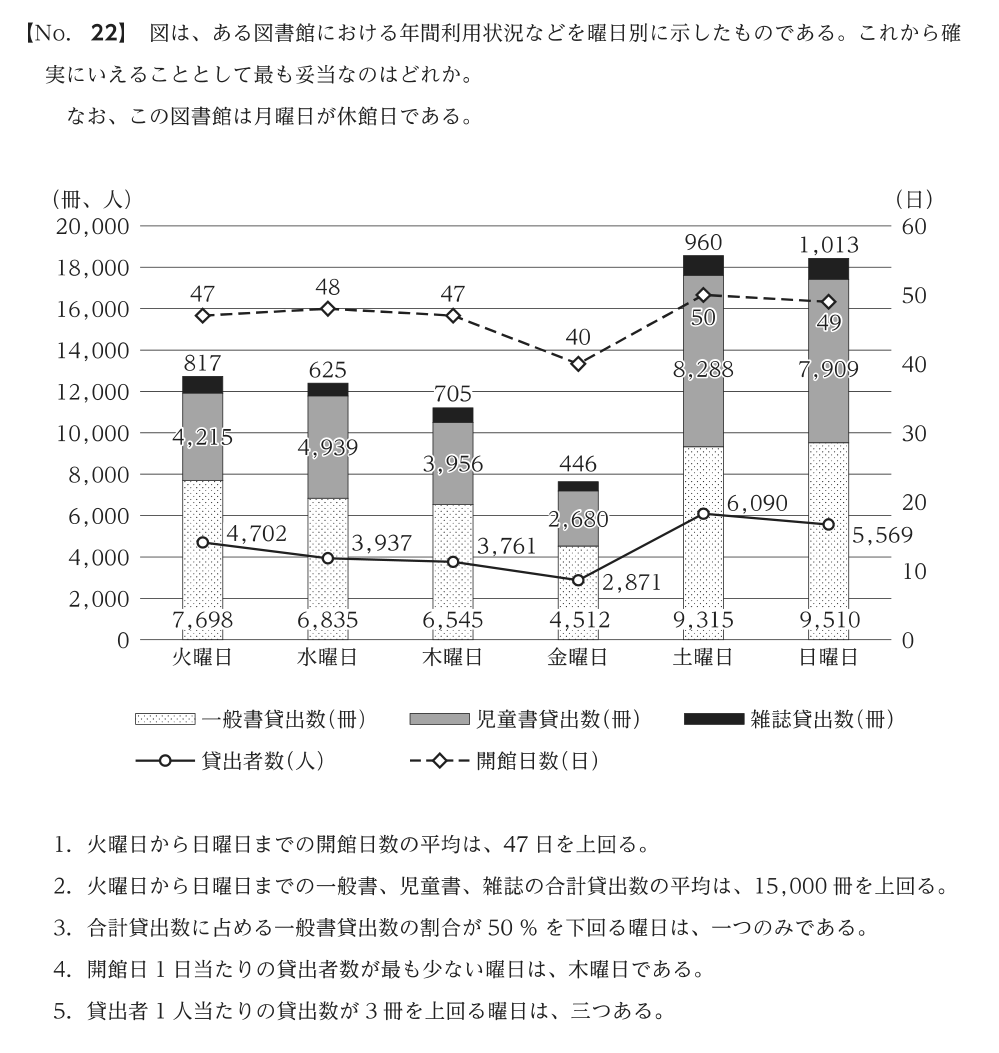 【No. 22】 図は、ある図書館における年間利用状況などを曜日別に示したものである。これから確
実にいえることとして最も妥当なのはどれか。
なお、この図書館は月曜日が休館日である。
(冊、人) (日)
20,000 60
18,000
16,000 50
14,000
12,000 40
10,000 30
8,000
6,000 20
4,000
2,000 10
0 0
47 48 47 40 50 49
817 625 705 446 960 1,013
4,215 4,939 3,956 2,680 8,288 7,909
4,702 3,937 3,761 2,871 6,090 5,569
7,698 6,835 6,545 4,512 9,315 9,510
火曜日 水曜日 木曜日 金曜日 土曜日 日曜日
一般書貸出数(冊) 児童書貸出数(冊) 雑誌貸出数(冊)
貸出者数(人) 開館日数(日)
1. 火曜日から日曜日までの開館日数の平均は、47 日を上回る。
2. 火曜日から日曜日までの一般書、児童書、雑誌の合計貸出数の平均は、15,000 冊を上回る。
3. 合計貸出数に占める一般書貸出数の割合が 50 % を下回る曜日は、一つのみである。
4. 開館日 1 日当たりの貸出者数が最も少ない曜日は、木曜日である。
5. 貸出者 1 人当たりの貸出数が 3 冊を上回る曜日は、三つある。